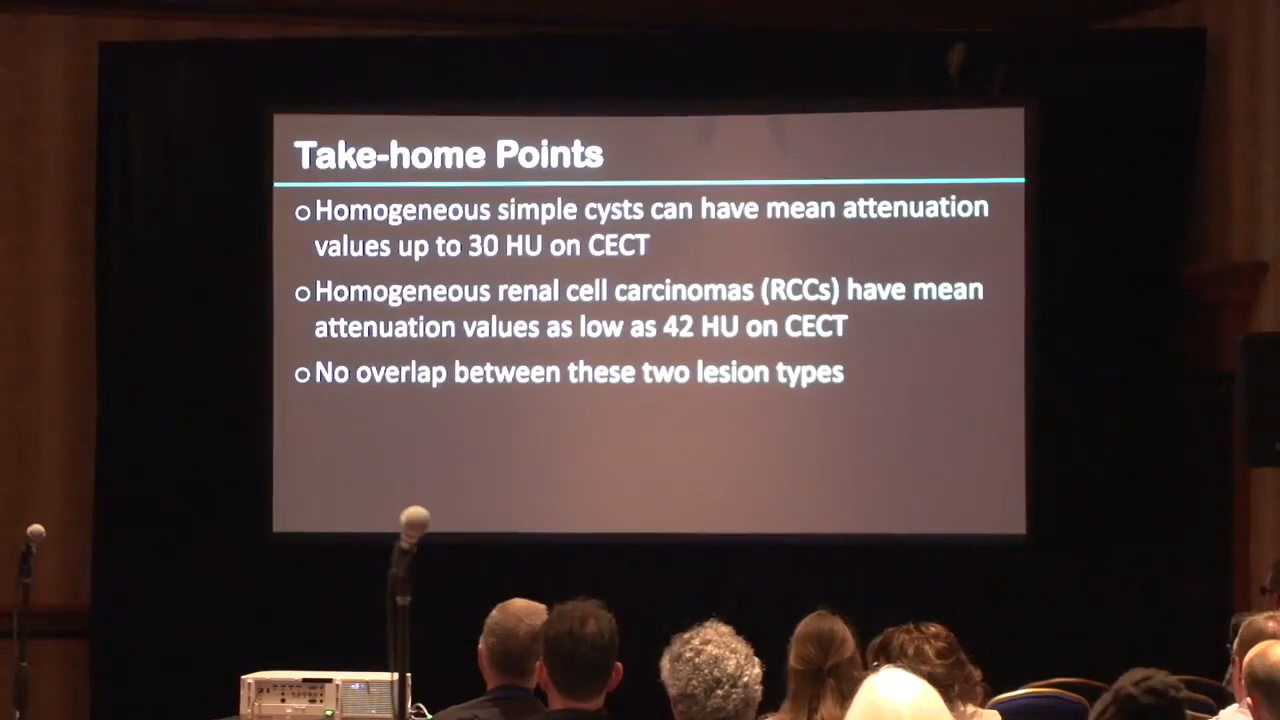 Take-home Points
○Homogeneous simple cysts can have mean attenuation
values up to 30 HU on CECT
○Homogeneous renal cell carcinomas (RCCs) have mean
attenuation values as low as 42 HU on CECT
○No overlap between these two lesion types